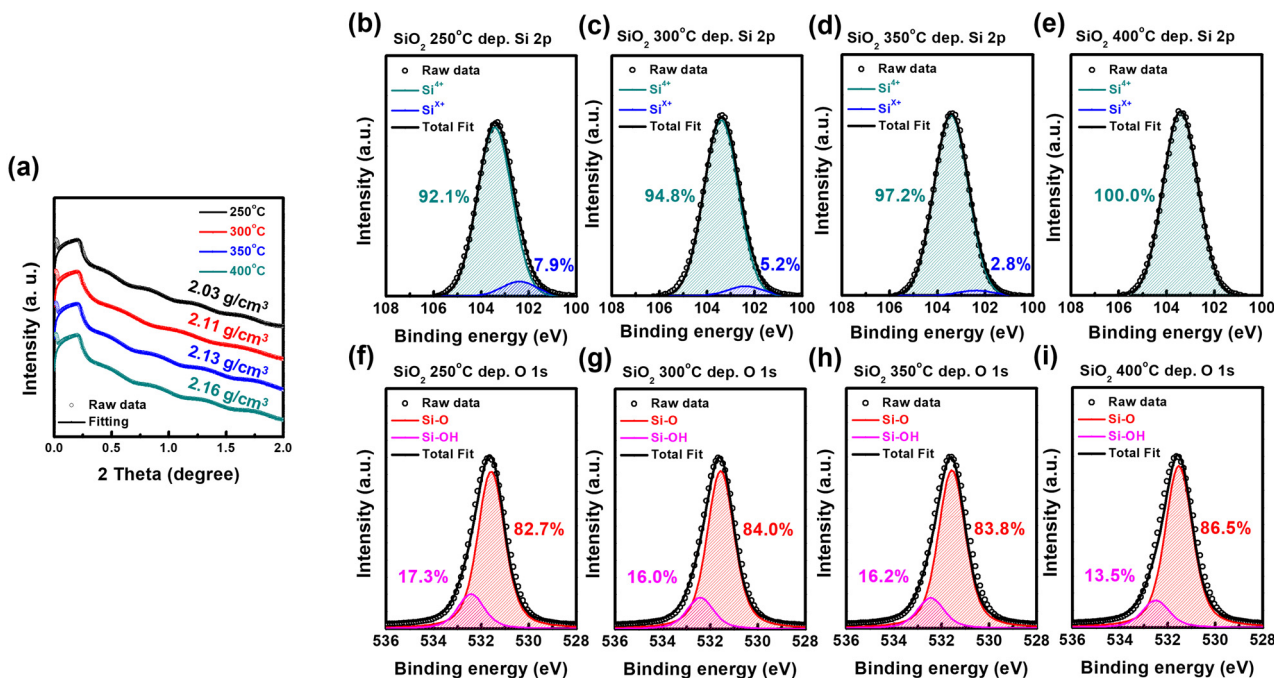 (a)
250°C
300°C
350°C
400°C
2.03 g/cm³
2.11 g/cm³
2.13 g/cm³
2.16 g/cm³
Raw data
Fitting
Intensity (a. u.)
0.0 0.5 1.0 1.5 2.0
2 Theta (degree)
(b)
SiO₂ 250°C dep. Si 2p
Raw data
Si⁴⁺
Siˣ⁺
Total Fit
92.1%
7.9%
Intensity (a.u.)
108 106 104 102 100
Binding energy (eV)
(c)
SiO₂ 300°C dep. Si 2p
Raw data
Si⁴⁺
Siˣ⁺
Total Fit
94.8%
5.2%
Intensity (a.u.)
108 106 104 102 100
Binding energy (eV)
(d)
SiO₂ 350°C dep. Si 2p
Raw data
Si⁴⁺
Siˣ⁺
Total Fit
97.2%
2.8%
Intensity (a.u.)
108 106 104 102 100
Binding energy (eV)
(e)
SiO₂ 400°C dep. Si 2p
Raw data
Si⁴⁺
Siˣ⁺
Total Fit
100.0%
Intensity (a.u.)
108 106 104 102 100
Binding energy (eV)
(f)
SiO₂ 250°C dep. O 1s
Raw data
Si-O
Si-OH
Total Fit
82.7%
17.3%
Intensity (a.u.)
536 534 532 530 528
Binding energy (eV)
(g)
SiO₂ 300°C dep. O 1s
Raw data
Si-O
Si-OH
Total Fit
84.0%
16.0%
Intensity (a.u.)
536 534 532 530 528
Binding energy (eV)
(h)
SiO₂ 350°C dep. O 1s
Raw data
Si-O
Si-OH
Total Fit
83.8%
16.2%
Intensity (a.u.)
536 534 532 530 528
Binding energy (eV)
(i)
SiO₂ 400°C dep. O 1s
Raw data
Si-O
Si-OH
Total Fit
86.5%
13.5%
Intensity (a.u.)
536 534 532 530 528
Binding energy (eV)